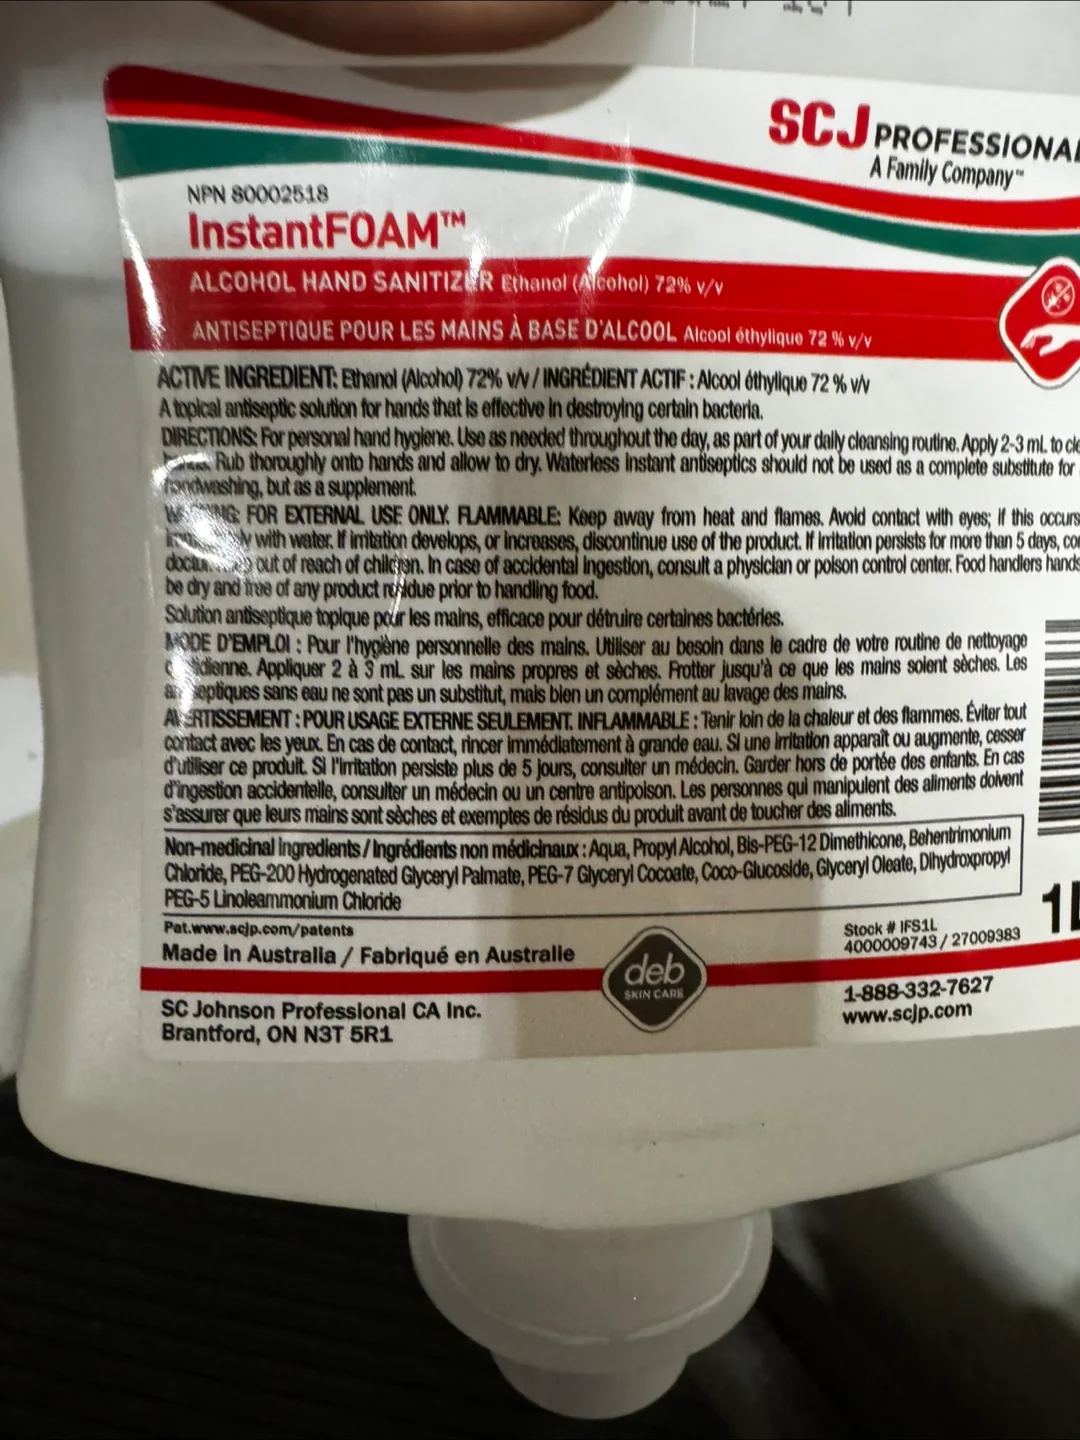 SCJ PROFESSIONAL
A Family Company™
NPN 80002518
InstantFOAM™
ALCOHOL HAND SANITIZER Ethanol (Alcohol) 72% v/v
ANTISEPTIQUE POUR LES MAINS À BASE D'ALCOOL Alcool éthylique 72 % v/v
ACTIVE INGREDIENT: Ethanol (Alcohol) 72% v/v / INGRÉDIENT ACTIF : Alcool éthylique 72 % v/v
A topical antiseptic solution for hands that is effective in destroying certain bacteria.
DIRECTIONS: For personal hand hygiene. Use as needed throughout the day, as part of your daily cleansing routine. Apply 2-3 mL to cle
Rub thoroughly onto hands and allow to dry. Waterless instant antiseptics should not be used as a complete substitute for
handwashing, but as a supplement.
WARNING: FOR EXTERNAL USE ONLY. FLAMMABLE: Keep away from heat and flames. Avoid contact with eyes; if this occurs
with water. If irritation develops, or increases, discontinue use of the product. If irritation persists for more than 5 days, co
out of reach of children. In case of accidental ingestion, consult a physician or poison control center. Food handlers hands
be dry and free of any product residue prior to handling food.
Solution antiseptique topique pour les mains, efficace pour détruire certaines bactéries.
MODE D'EMPLOI : Pour l'hygiène personnelle des mains. Utiliser au besoin dans le cadre de votre routine de nettoyage
quotidienne. Appliquer 2 à 3 mL sur les mains propres et sèches. Frotter jusqu'à ce que les mains soient sèches. Les
antiseptiques sans eau ne sont pas un substitut, mais bien un complément au lavage des mains.
AVERTISSEMENT : POUR USAGE EXTERNE SEULEMENT. INFLAMMABLE : Tenir loin de la chaleur et des flammes. Éviter tout
contact avec les yeux. En cas de contact, rincer immédiatement à grande eau. Si une irritation apparaît ou augmente, cesser
d'utiliser ce produit. Si l'irritation persiste plus de 5 jours, consulter un médecin. Garder hors de portée des enfants. En cas
d'ingestion accidentelle, consulter un médecin ou un centre antipoison. Les personnes qui manipulent des aliments doivent
s'assurer que leurs mains sont sèches et exemptes de résidus du produit avant de toucher des aliments.
Non-medicinal Ingredients / Ingrédients non médicinaux : Aqua, Propyl Alcohol, Bis-PEG-12 Dimethicone, Behentrimonium
Chloride, PEG-200 Hydrogenated Glyceryl Palmate, PEG-7 Glyceryl Cocoate, Coco-Glucoside, Glyceryl Oleate, Dihydroxpropyl
PEG-5 Linoleammonium Chloride
Pat.www.scjp.com/patents
Made in Australia / Fabriqué en Australie
SC Johnson Professional CA Inc.
Brantford, ON N3T 5R1
deb
SKIN CARE
Stock # IFS1L
4000009743 / 27009383
1-888-332-7627
www.scjp.com
1L